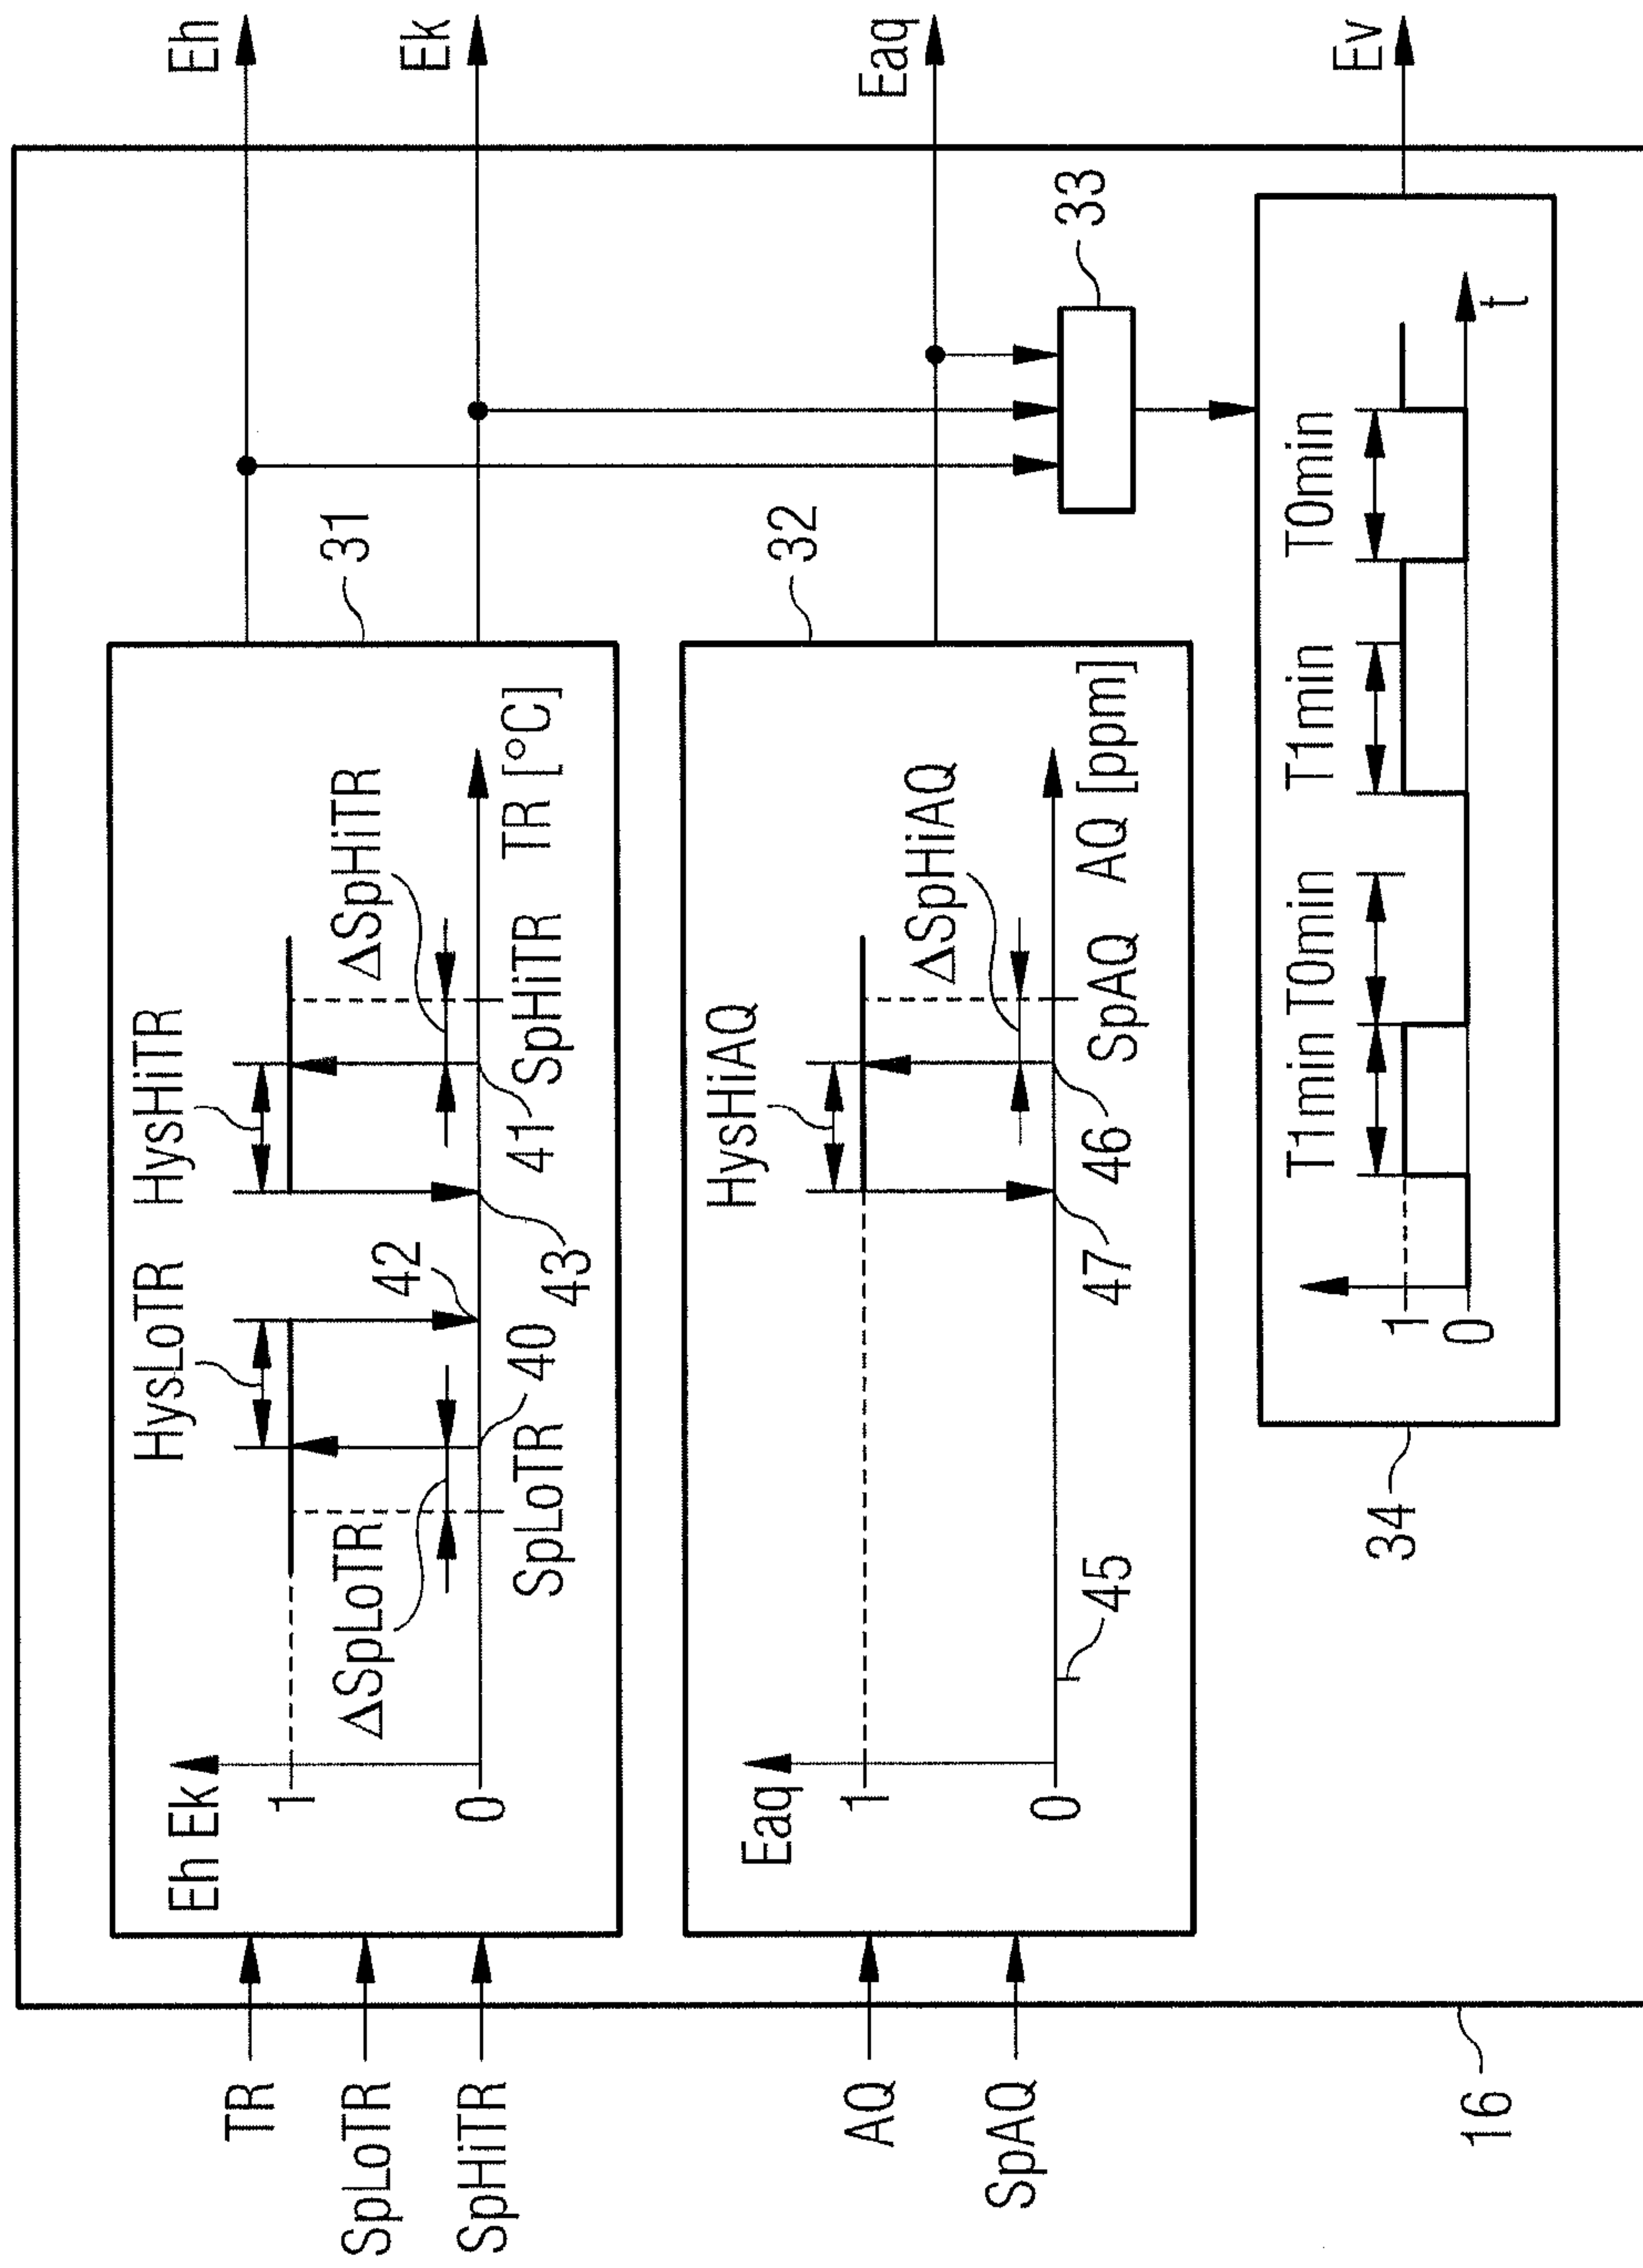 TR
SpLoTR
SpHiTR
AQ
SpAQ
16
Eh Ek
1
0
ΔSpLoTR
HysLoTR
SpLoTR
40
42
43
HysHiTR
41
SpHiTR
ΔSpHiTR
TR [°C]
31
Eh
Ek
Eaq
1
0
45
HysHiAQ
47
46
SpAQ
ΔSpHiAQ
AQ [ppm]
32
Eaq
33
34
1
0
T1min
T0min
T1min
T0min
t
Ev